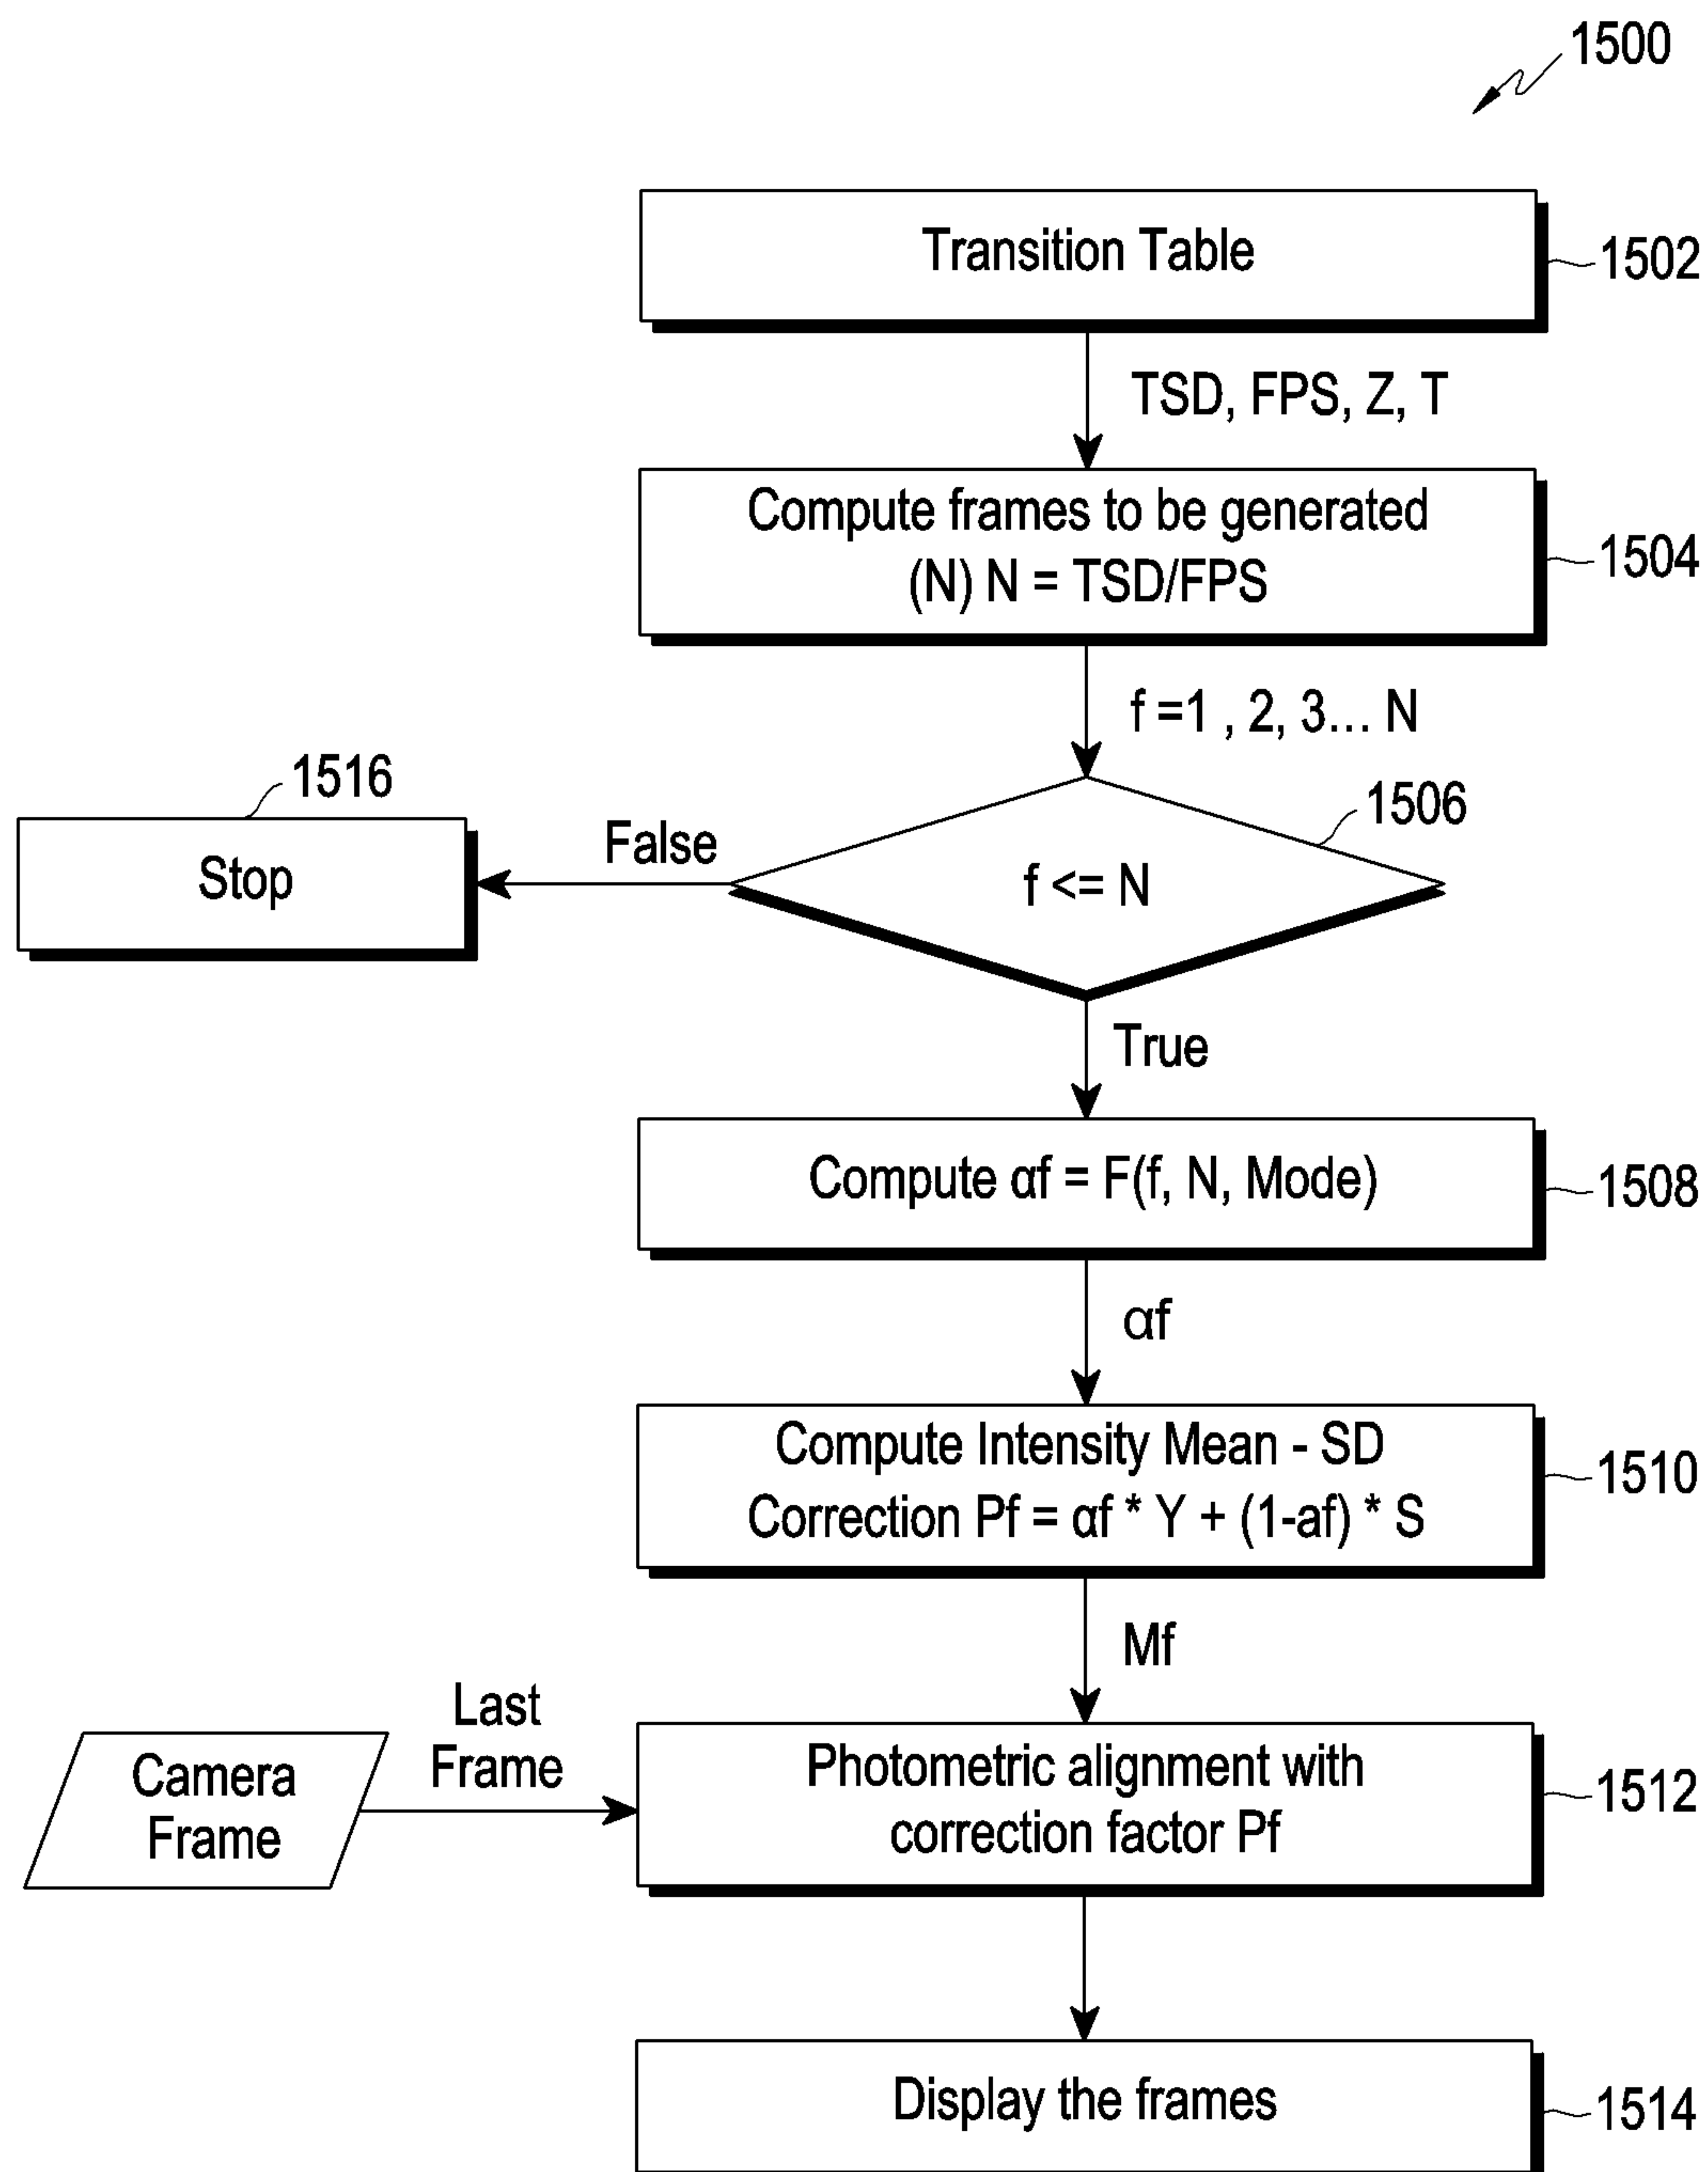 1500
Transition Table
1502
TSD, FPS, Z, T
Compute frames to be generated
(N) N = TSD/FPS
1504
f =1 , 2, 3... N
1516
Stop
False
1506
f <= N
True
Compute αf = F(f, N, Mode)
1508
αf
Compute Intensity Mean - SD
Correction Pf = αf * Y + (1-af) * S
1510
Mf
Last
Frame
Camera
Frame
Photometric alignment with
correction factor Pf
1512
Display the frames
1514